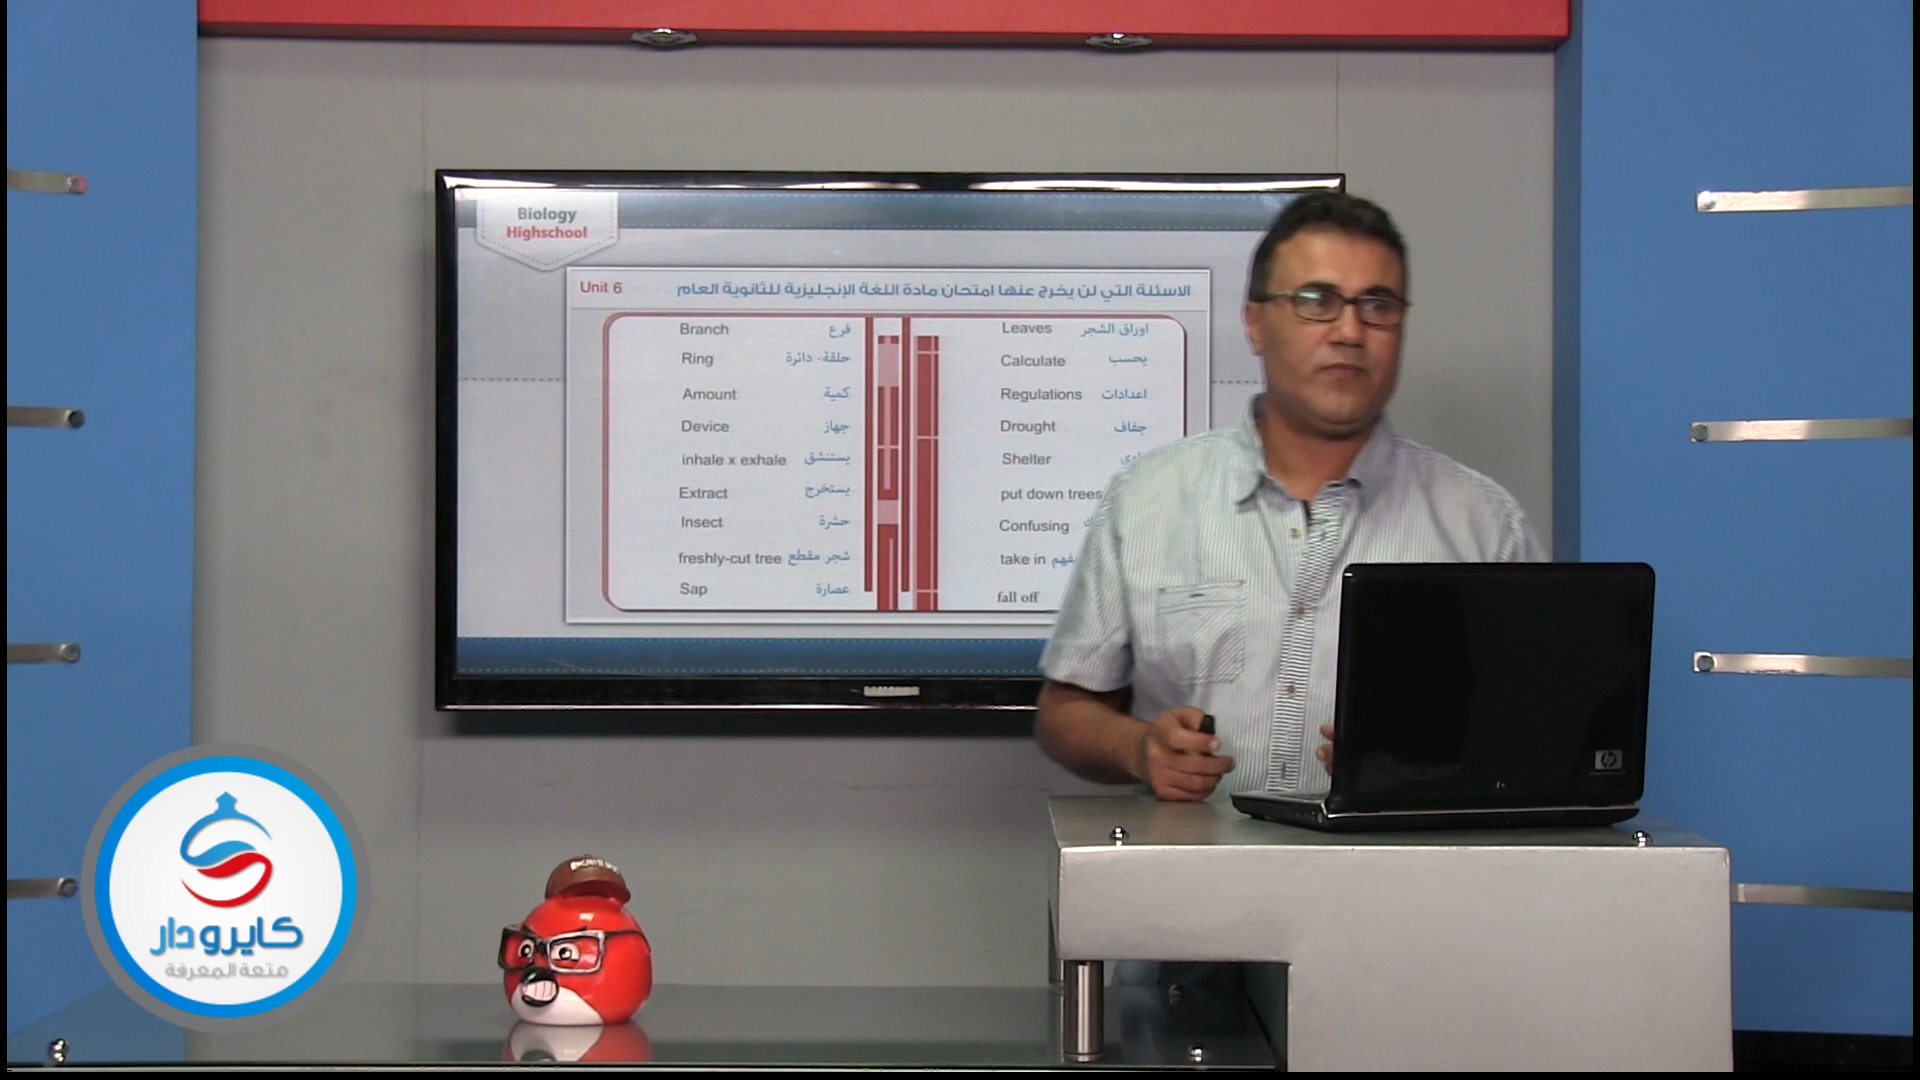 Biology
Highschool
Unit 6 الاسئلة التي لن يخرج عنها امتحان مادة اللغة الإنجليزية للثانوية العام
Branch فرع
Ring حلقة- دائرة
Amount كمية
Device جهاز
inhale x exhale يستنشق
Extract يستخرج
Insect حشرة
freshly-cut tree شجر مقطع
Sap عصارة
Leaves اوراق الشجر
Calculate يحسب
Regulations اعدادات
Drought جفاف
Shelter
put down trees
Confusing
take in
fall off
SAMSUNG
hp
كايرودار
متعة المعرفة